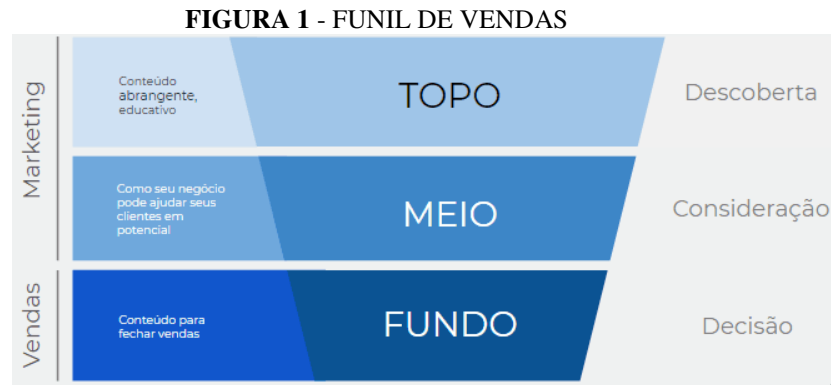 FIGURA 1 - FUNIL DE VENDAS
Marketing
Conteúdo
abrangente,
educativo
TOPO
Descoberta
Como seu negócio
pode ajudar seus
clientes em
potencial
MEIO
Consideração
Vendas
Conteúdo para
fechar vendas
FUNDO
Decisão